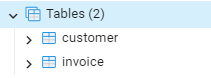 Tables (2)
customer
invoice